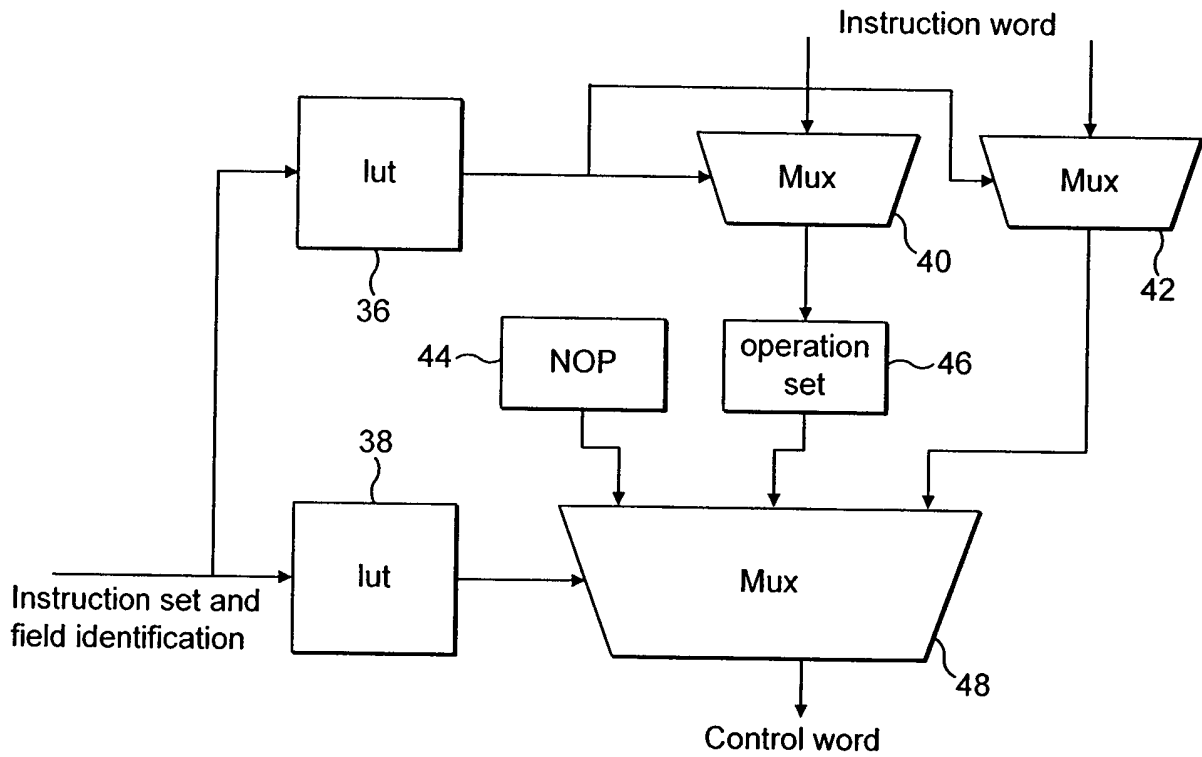 Instruction word
lut
Mux
Mux
40
42
36
44
NOP
operation
set
46
38
lut
Mux
Instruction set and
field identification
48
Control word